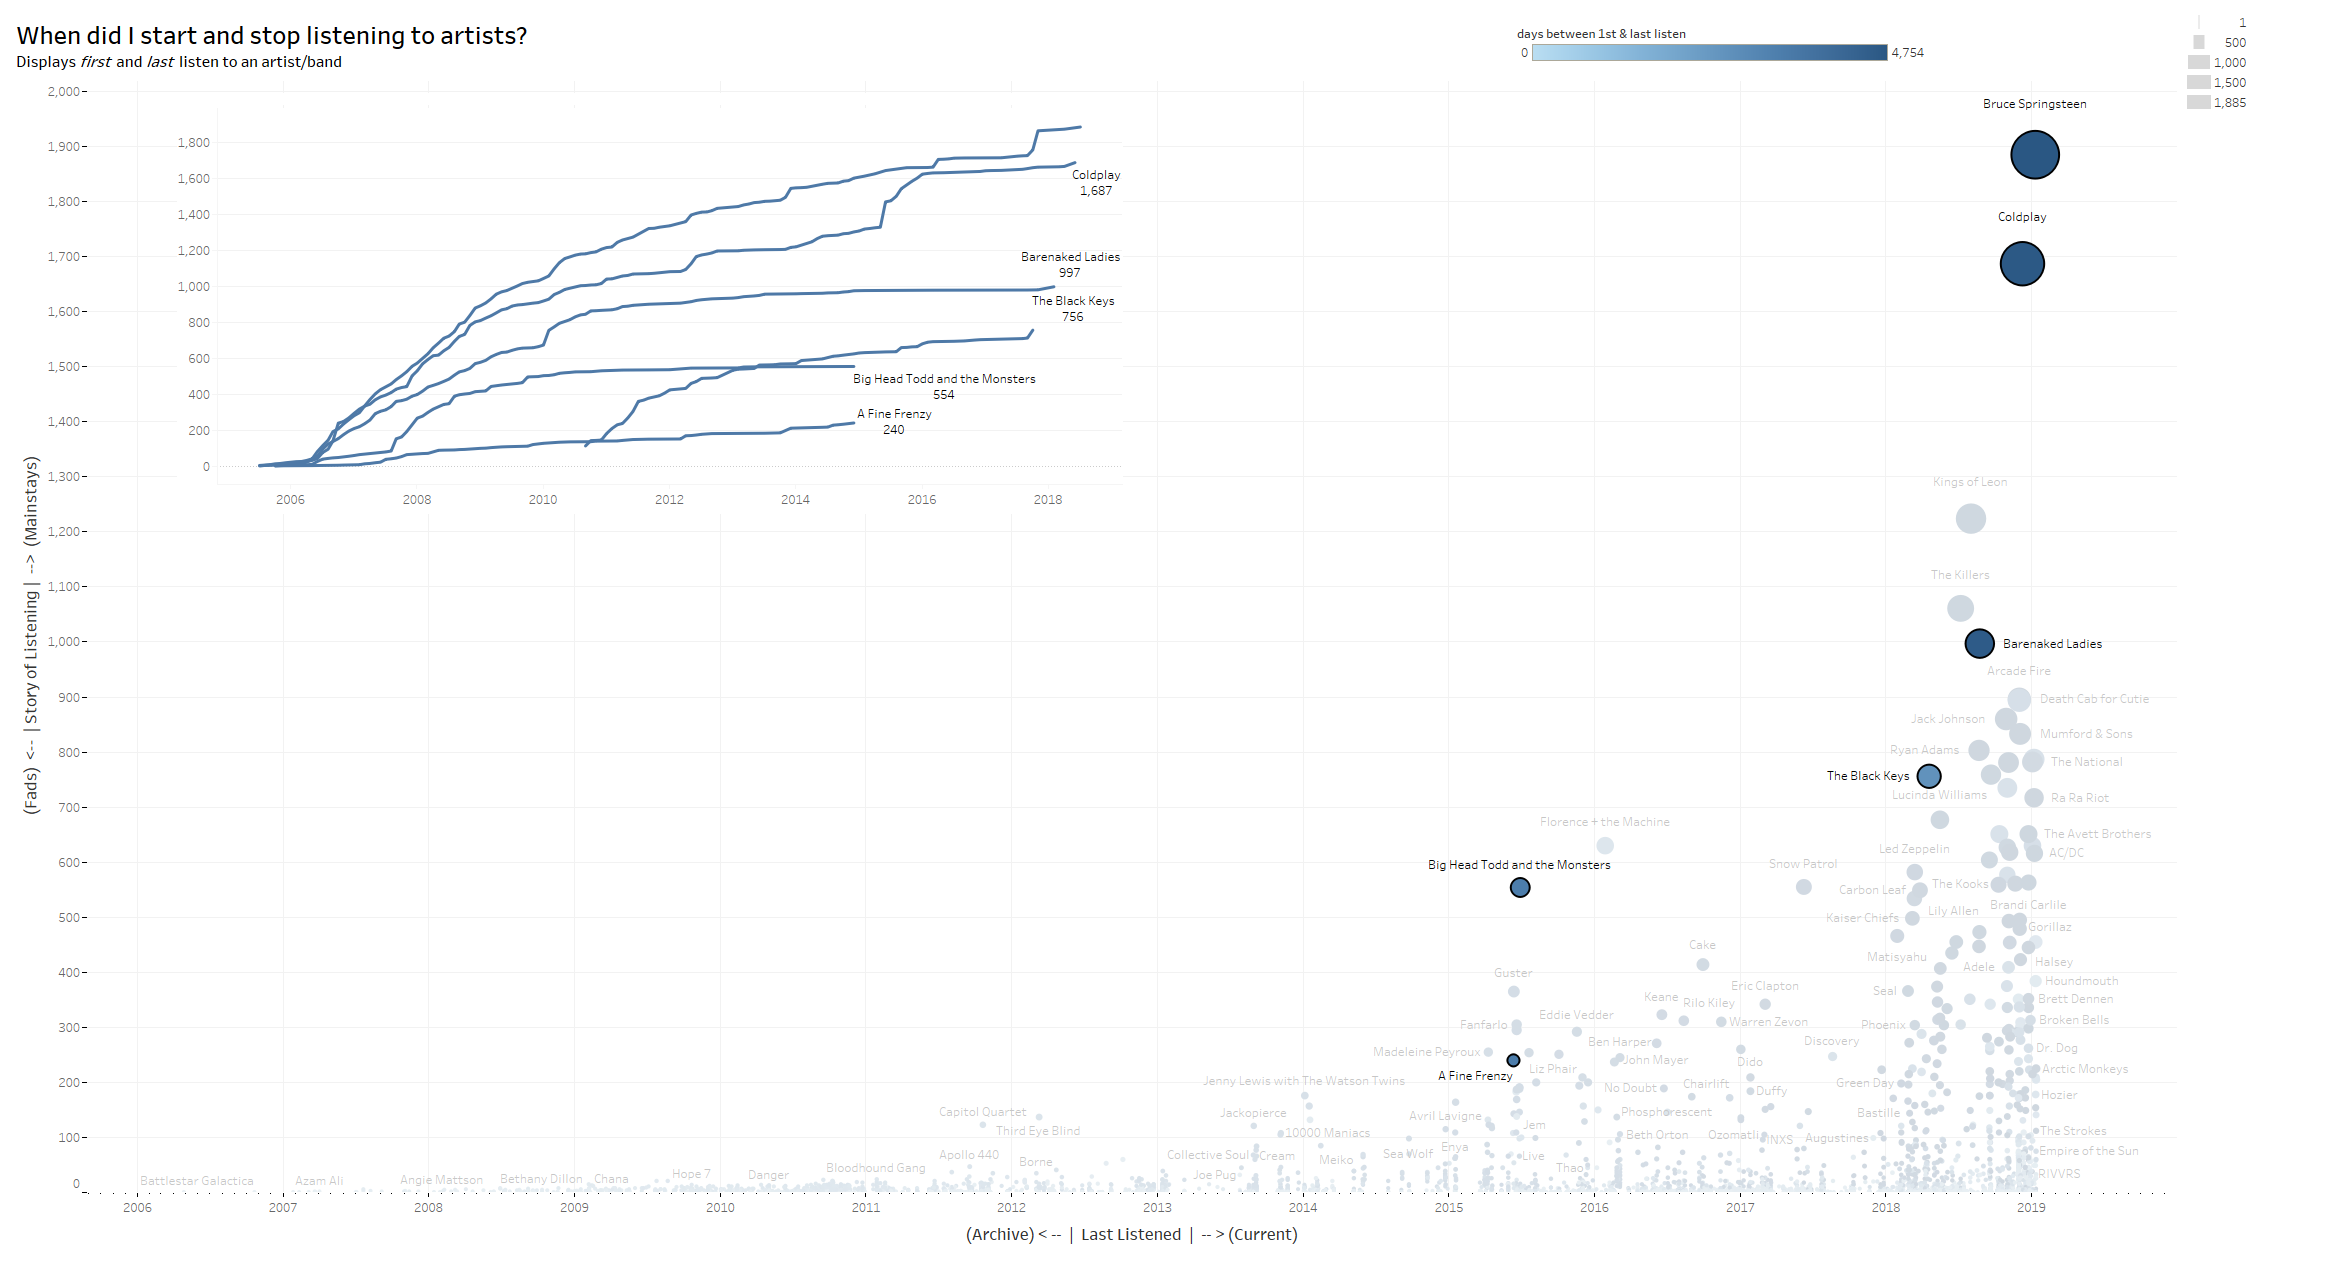 When did I start and stop listening to artists?
Displays first and last listen to an artist/band
days between 1st & last listen
0
4,754
1
500
1,000
1,500
1,885
2,000
1,900
1,800
1,700
1,600
1,500
1,400
1,300
1,200
1,100
1,000
900
800
700
600
500
400
300
200
100
0
(Fads) <-- | Story of Listening | --> (Mainstays)
1,800
1,600
1,400
1,200
1,000
800
600
400
200
0
2006 2008 2010 2012 2014 2016 2018
Coldplay
1,687
Barenaked Ladies
997
The Black Keys
756
Big Head Todd and the Monsters
554
A Fine Frenzy
240
Bruce Springsteen
Coldplay
Kings of Leon
The Killers
Barenaked Ladies
Arcade Fire
Death Cab for Cutie
Jack Johnson
Mumford & Sons
Ryan Adams
The National
The Black Keys
Lucinda Williams
Ra Ra Riot
Florence + the Machine
The Avett Brothers
Led Zeppelin
AC/DC
Big Head Todd and the Monsters
Snow Patrol
The Kooks
Carbon Leaf
Brandi Carlile
Lily Allen
Kaiser Chiefs
Gorillaz
Cake
Matisyahu
Halsey
Adele
Guster
Houndmouth
Eric Clapton
Seal
Keane
Brett Dennen
Rilo Kiley
Eddie Vedder
Broken Bells
Warren Zevon
Fanfarlo
Phoenix
Ben Harper
Discovery
Dr. Dog
Madeleine Peyroux
John Mayer
Dido
Liz Phair
Arctic Monkeys
A Fine Frenzy
Jenny Lewis with The Watson Twins
Green Day
Chairlift
No Doubt
Duffy
Hozier
Capitol Quartet
Jackopierce
Phosphorescent
Bastille
Avril Lavigne
Jem
Third Eye Blind
The Strokes
10000 Maniacs
Beth Orton
Ozomatli
INXS
Augustines
Enya
Empire of the Sun
Apollo 440
Collective Soul
Cream
Sea Wolf
Live
Borne
Meiko
Bloodhound Gang
Thao
Hope 7
Danger
Joe Pug
RIVVRS
Battlestar Galactica
Azam Ali
Angie Mattson
Bethany Dillon
Chana
2006 2007 2008 2009 2010 2011 2012 2013 2014 2015 2016 2017 2018 2019
(Archive) < -- | Last Listened | -- > (Current)